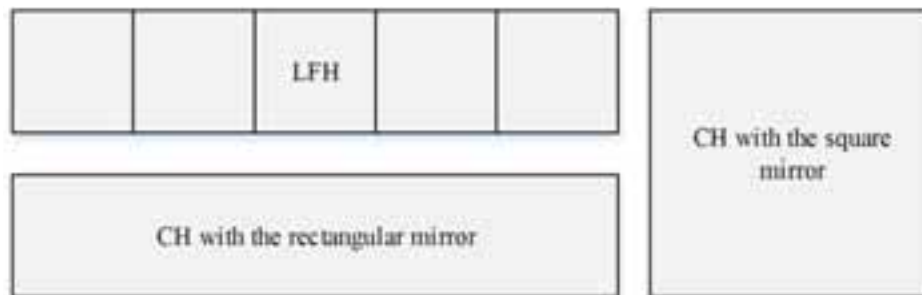 LFH
CH with the square
mirror
CH with the rectangular mirror